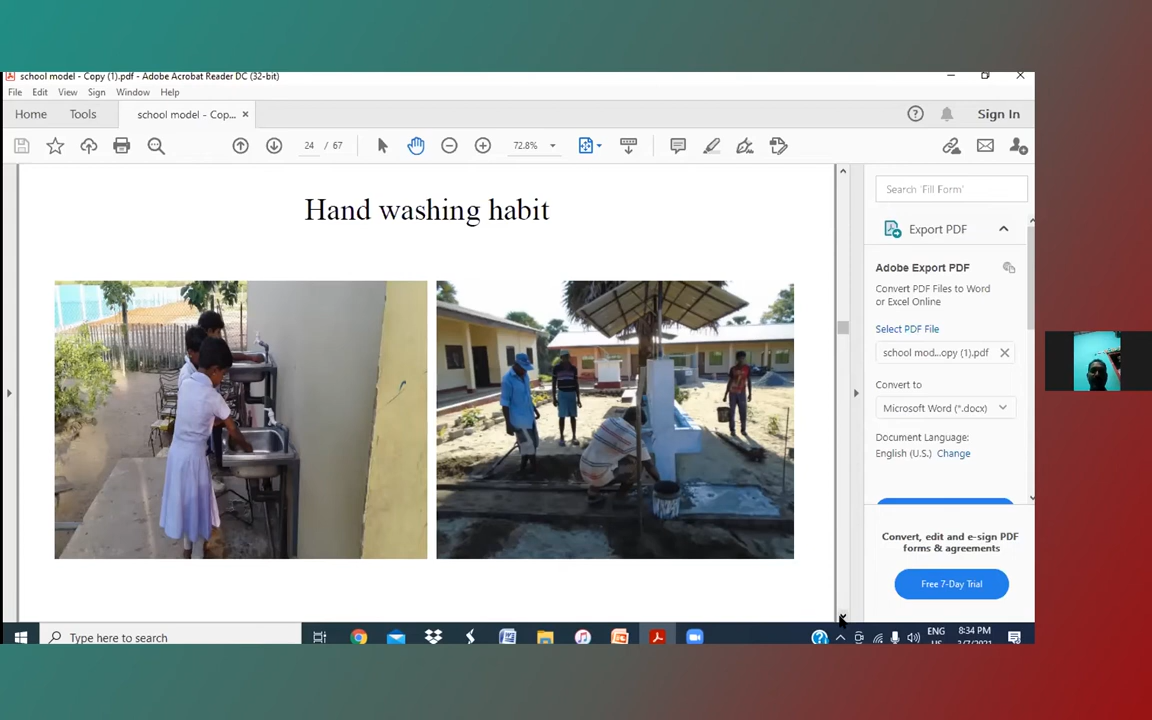 school model - Copy (1).pdf - Adobe Acrobat Reader DC (32-bit)
File Edit View Sign Window Help
Home Tools school model - Cop... × Sign In
24 / 67 72.8%
Hand washing habit
Search 'Fill Form'
Export PDF
Adobe Export PDF
Convert PDF Files to Word
or Excel Online
Select PDF File
school mod...opy (1).pdf
Convert to
Microsoft Word (*.docx)
Document Language:
English (U.S.) Change
Convert, edit and e-sign PDF
forms & agreements
Free 7-Day Trial
Type here to search
ENG
8:34 PM